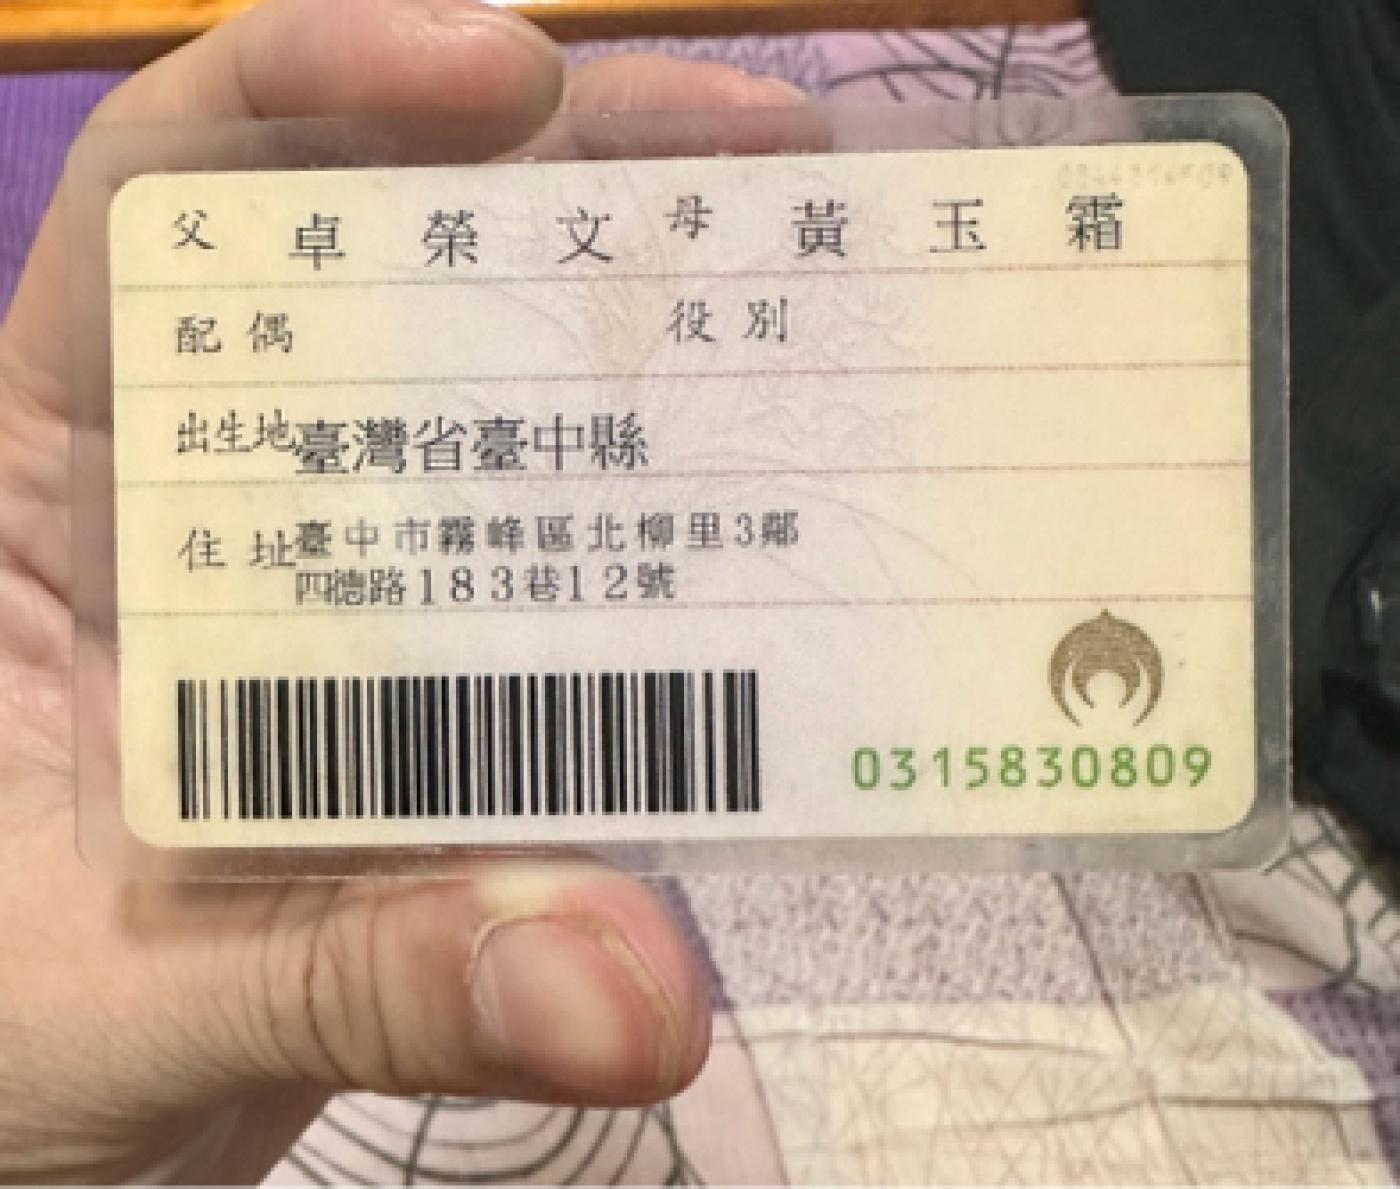 父 卓榮文 母 黃玉霜
配偶 役別
出生地 臺灣省臺中縣
住址 臺中市霧峰區北柳里3鄰
四德路183巷12號
0315830809